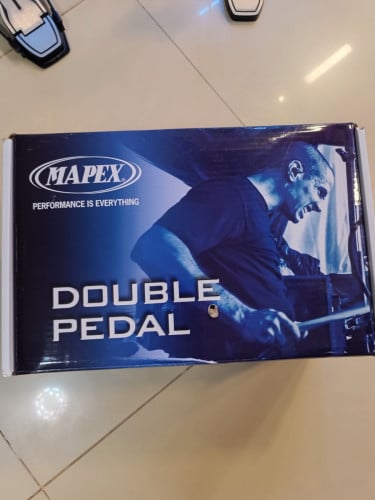 MAPEX
PERFORMANCE IS EVERYTHING
DOUBLE
PEDAL